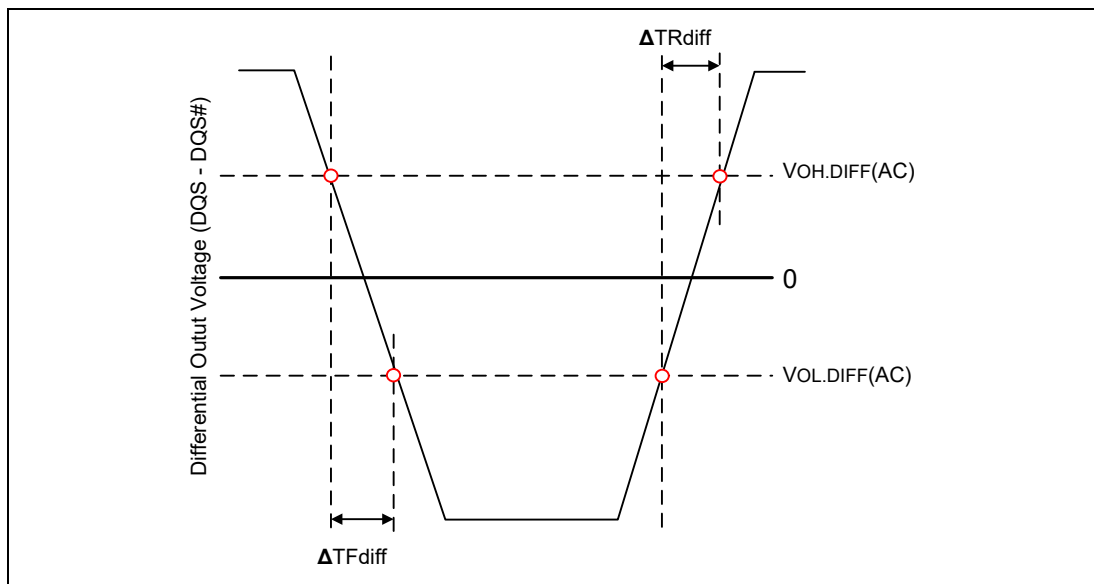 ΔTRdiff
Differential Outut Voltage (DQS - DQS#)
VOH.DIFF(AC)
0
VOL.DIFF(AC)
ΔTFdiff